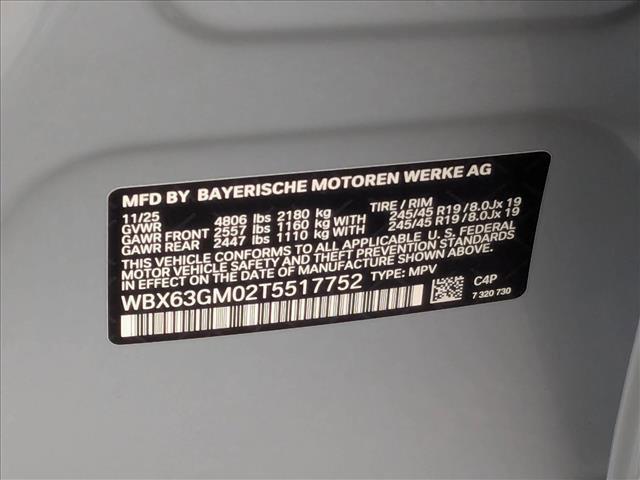 MFD BY BAYERISCHE MOTOREN WERKE AG
11/25 TIRE / RIM
GVWR 4806 lbs 2180 kg
GAWR FRONT 2557 lbs 1160 kg WITH 245/45 R19 / 8.0Jx 19
GAWR REAR 2447 lbs 1110 kg WITH 245/45 R19 / 8.0Jx 19
THIS VEHICLE CONFORMS TO ALL APPLICABLE U.S. FEDERAL
MOTOR VEHICLE SAFETY AND THEFT PREVENTION STANDARDS
IN EFFECT ON THE DATE OF MANUFACTURE SHOWN ABOVE.
WBX63GM02T5517752 TYPE: MPV
C4P
7 320 730